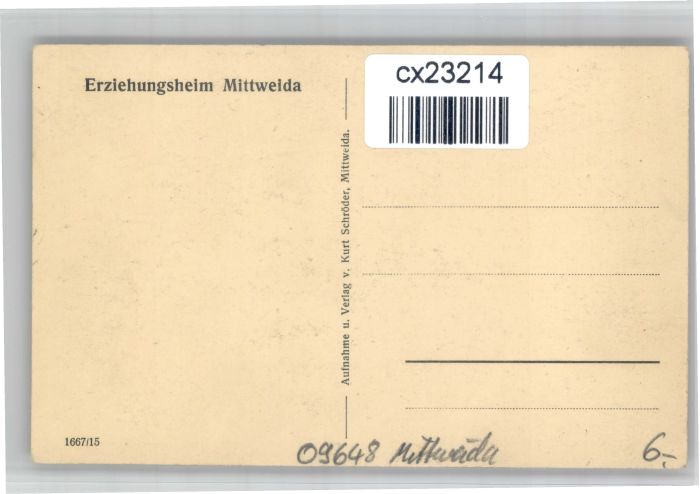 Erziehungsheim Mittweida
cx23214
Aufnahme u. Verlag v. Kurt Schröder, Mittweida.
1667/15
09648 Mittweida
6,-